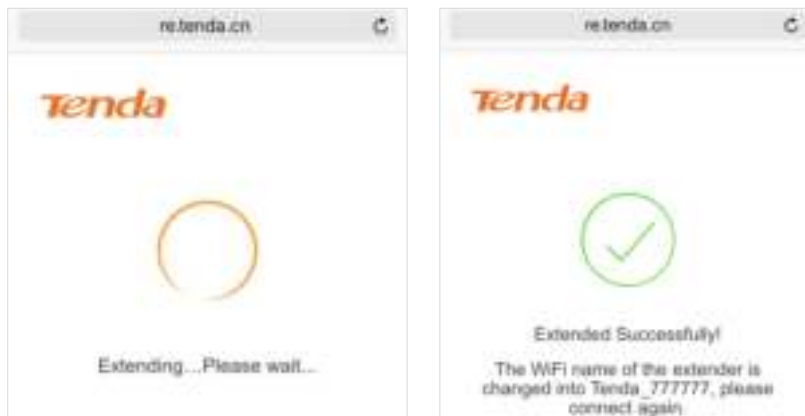 re.tenda.cn
Tenda
Extending...Please wait...
re.tenda.cn
Tenda
Extended Successfully!
The WiFi name of the extender is
changed into Tenda_777777, please
connect again.